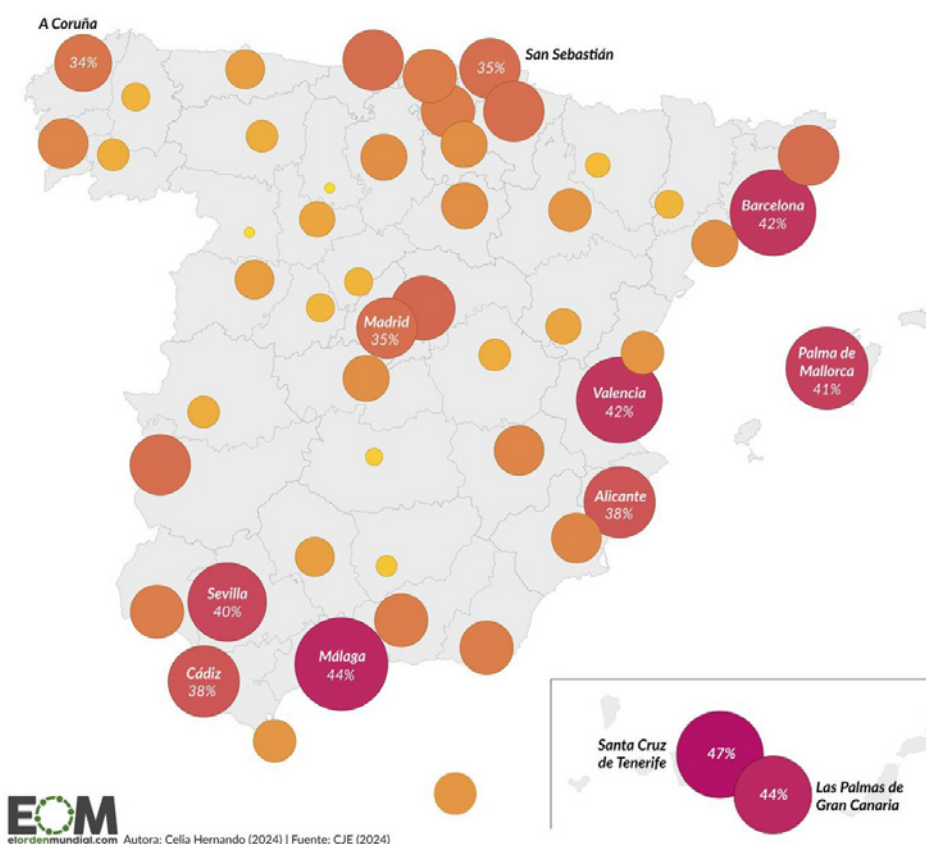 A Coruña
34%
San Sebastián
35%
Barcelona
42%
Madrid
35%
Palma de
Mallorca
41%
Valencia
42%
Alicante
38%
Sevilla
40%
Málaga
44%
Cádiz
38%
Santa Cruz
de Tenerife
47%
44%
Las Palmas de
Gran Canaria
EOM
elordenmundial.com Autora: Celia Hernando (2024) | Fuente: CJE (2024)